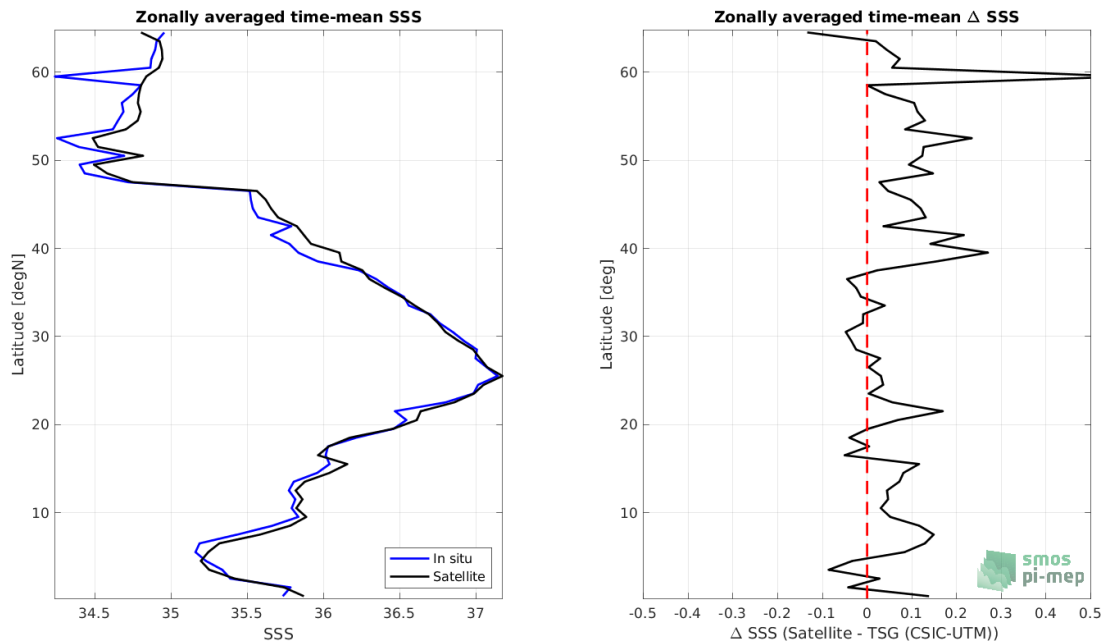 Zonally averaged time-mean SSS
Latitude [degN]
60
50
40
30
20
10
34.5 35 35.5 36 36.5 37
SSS
In situ
Satellite
Zonally averaged time-mean Δ SSS
Latitude [deg]
60
50
40
30
20
10
-0.5 -0.4 -0.3 -0.2 -0.1 0 0.1 0.2 0.3 0.4 0.5
Δ SSS (Satellite - TSG (CSIC-UTM))
smos
pi-mep